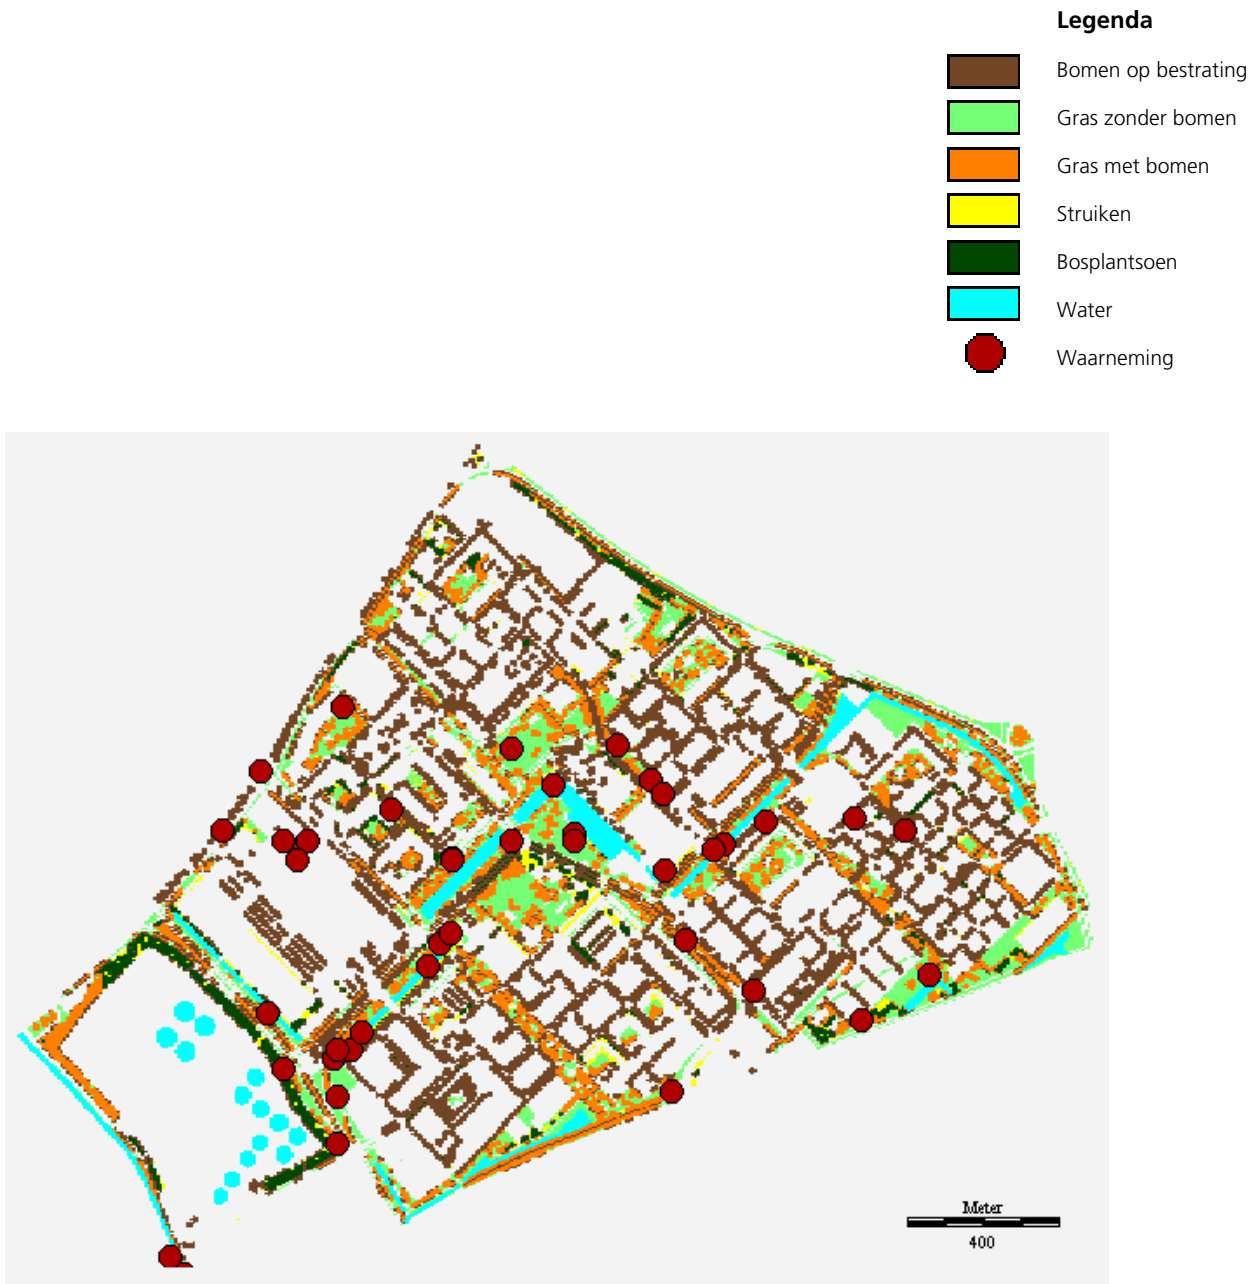 Legenda
Bomen op bestrating
Gras zonder bomen
Gras met bomen
Struiken
Bosplantsoen
Water
Waarneming
Meter
400